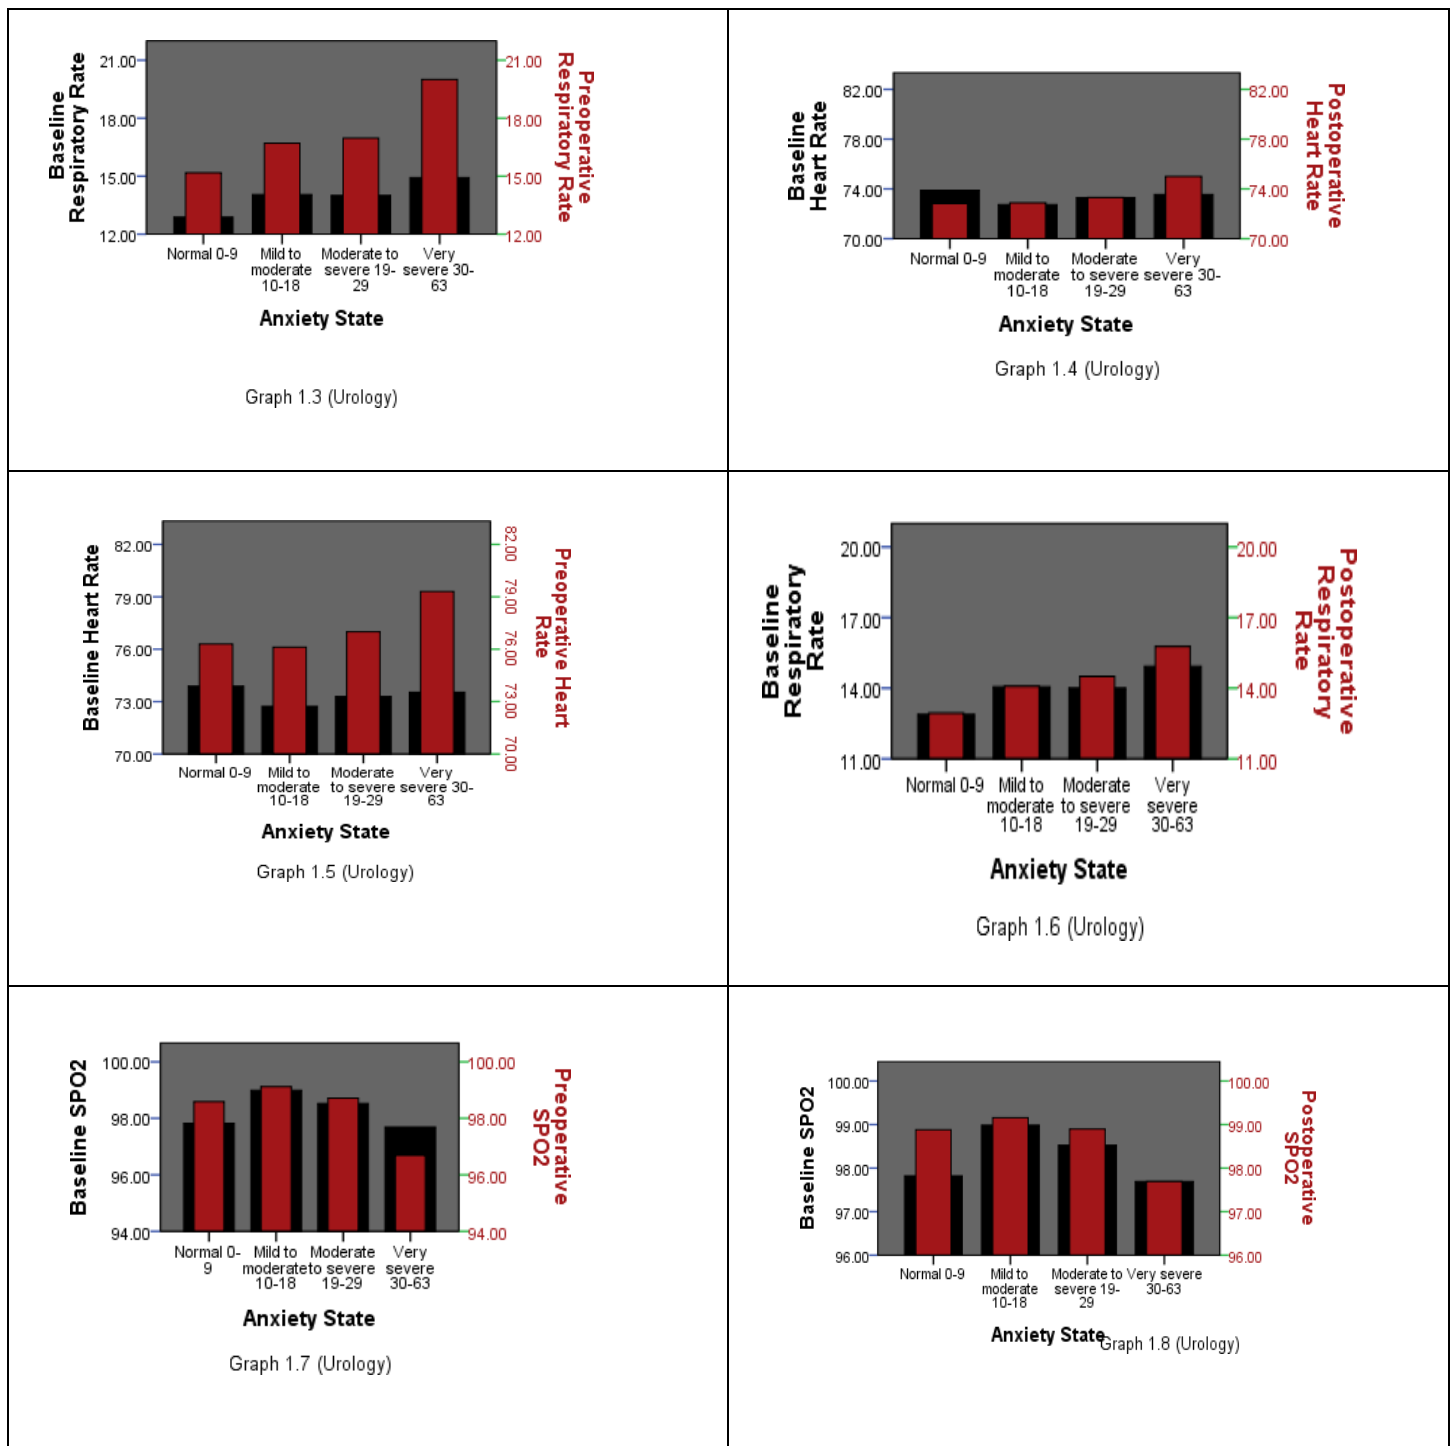 Baseline
Respiratory Rate
21.00
18.00
15.00
12.00
21.00
18.00
15.00
12.00
Preoperative
Respiratory Rate
Normal 0-9
Mild to
moderate
10-18
Moderate to
severe 19-
29
Very
severe 30-
63
Anxiety State
Graph 1.3 (Urology)
Baseline
Heart Rate
82.00
78.00
74.00
70.00
82.00
78.00
74.00
70.00
Postoperative
Heart Rate
Normal 0-9
Mild to
moderate
10-18
Moderate
to severe
19-29
Very
severe 30-
63
Anxiety State
Graph 1.4 (Urology)
Baseline Heart Rate
82.00
79.00
76.00
73.00
70.00
82.00
79.00
76.00
73.00
70.00
Preoperative Heart
Rate
Normal 0-9
Mild to
moderate
10-18
Moderate
to severe
19-29
Very
severe 30-
63
Anxiety State
Graph 1.5 (Urology)
Baseline
Respiratory
Rate
20.00
17.00
14.00
11.00
20.00
17.00
14.00
11.00
Postoperative
Respiratory
Rate
Normal 0-9
Mild to
moderate
10-18
Moderate
to severe
19-29
Very
severe
30-63
Anxiety State
Graph 1.6 (Urology)
Baseline SPO2
100.00
98.00
96.00
94.00
100.00
98.00
96.00
94.00
Preoperative
SPO2
Normal 0-
9
Mild to
moderate
10-18
Moderate
to severe
19-29
Very
severe
30-63
Anxiety State
Graph 1.7 (Urology)
Baseline SPO2
100.00
99.00
98.00
97.00
96.00
100.00
99.00
98.00
97.00
96.00
Postoperative
SPO2
Normal 0-9
Mild to
moderate
10-18
Moderate to
severe 19-
29
Very severe
30-63
Anxiety State
Graph 1.8 (Urology)